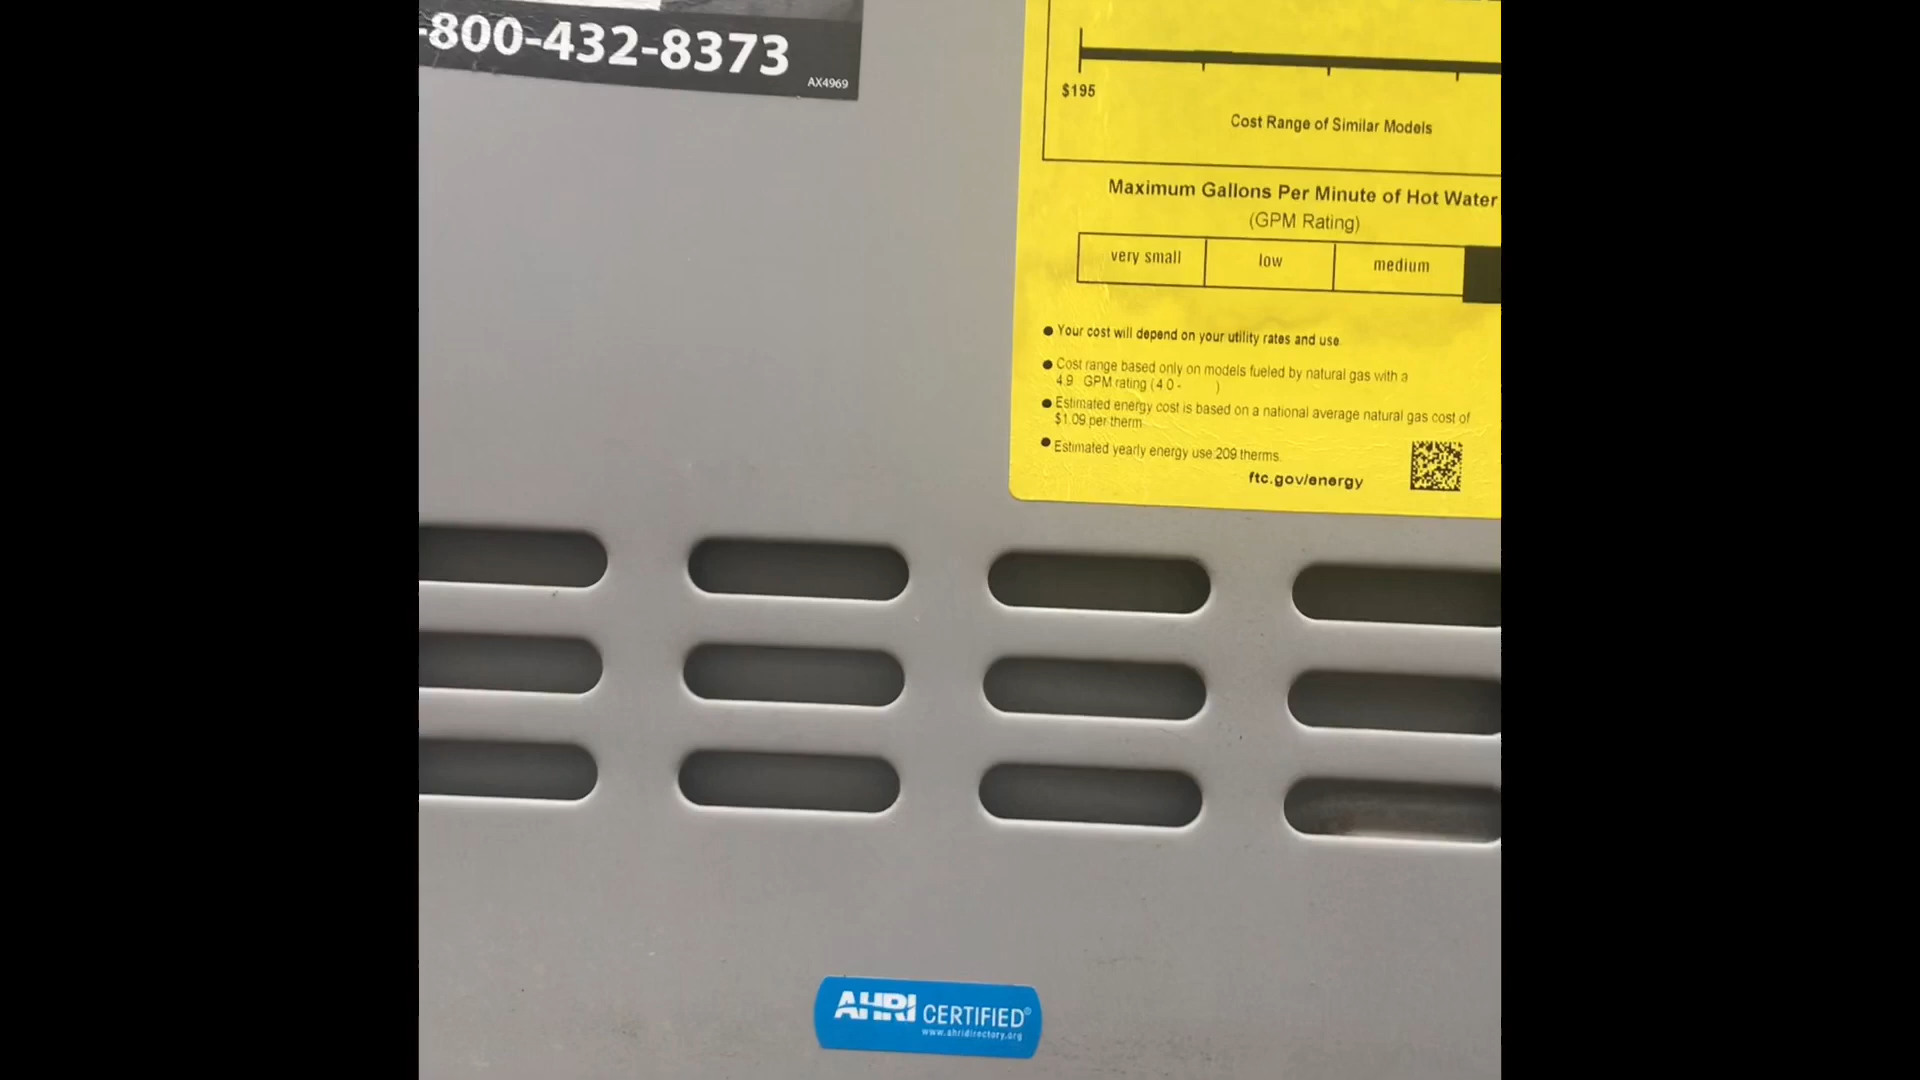 -800-432-8373
AX4969
$195
Cost Range of Similar Models
Maximum Gallons Per Minute of Hot Water
(GPM Rating)
very small
low
medium
● Your cost will depend on your utility rates and use
● Cost range based only on models fueled by natural gas with a
4.9 GPM rating (4 0 - )
● Estimated energy cost is based on a national average natural gas cost of
$1.09 per therm
● Estimated yearly energy use 209 therms.
ftc.gov/energy
AHRI CERTIFIED®
www.ahridirectory.org